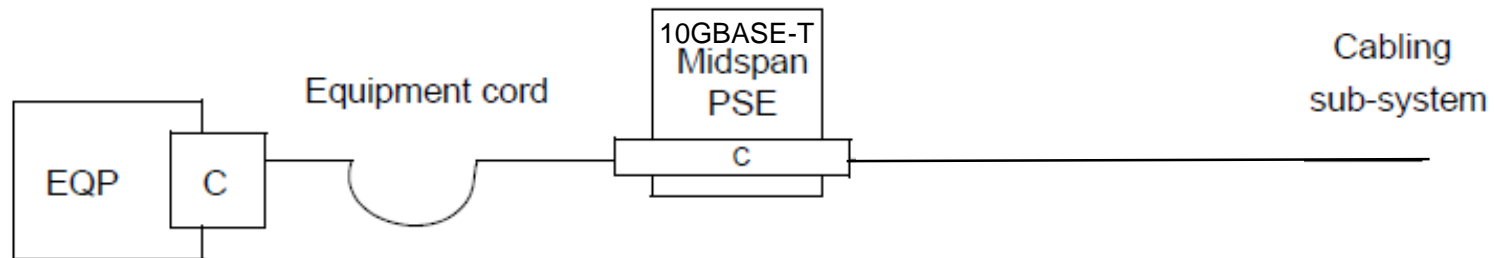 10GBASE-T
Midspan
PSE
Cabling
sub-system
Equipment cord
EQP
C
C